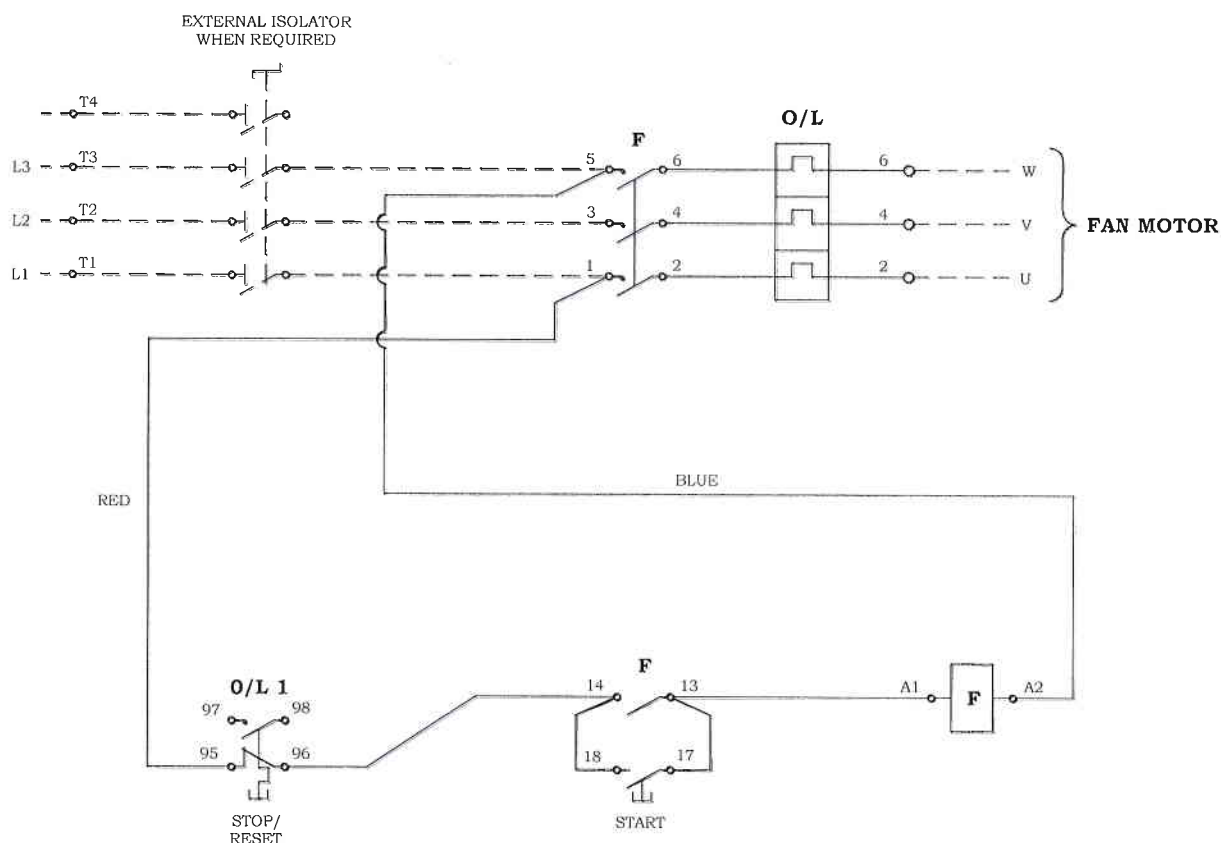 EXTERNAL ISOLATOR
WHEN REQUIRED
T4
L3 T3
L2 T2
L1 T1
F
O/L
5 6 6 W
3 4 4 V
1 2 2 U
FAN MOTOR
RED
BLUE
O/L 1
97 98
95 96
STOP/
RESET
F
14 13
18 17
START
A1 F A2